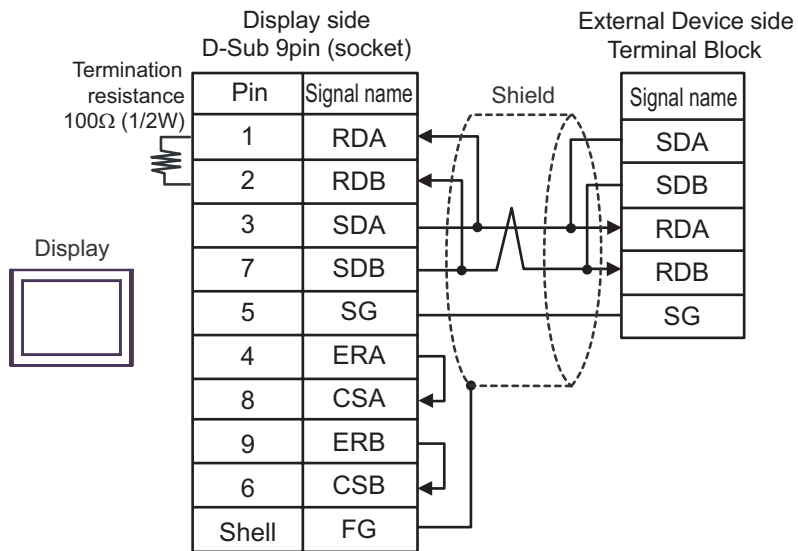 Display side
D-Sub 9pin (socket)
External Device side
Terminal Block
Termination
resistance
100Ω (1/2W)
Pin Signal name
Shield
Signal name
1 RDA
SDA
2 RDB
SDB
3 SDA
RDA
Display
7 SDB
RDB
5 SG
SG
4 ERA
8 CSA
9 ERB
6 CSB
Shell FG